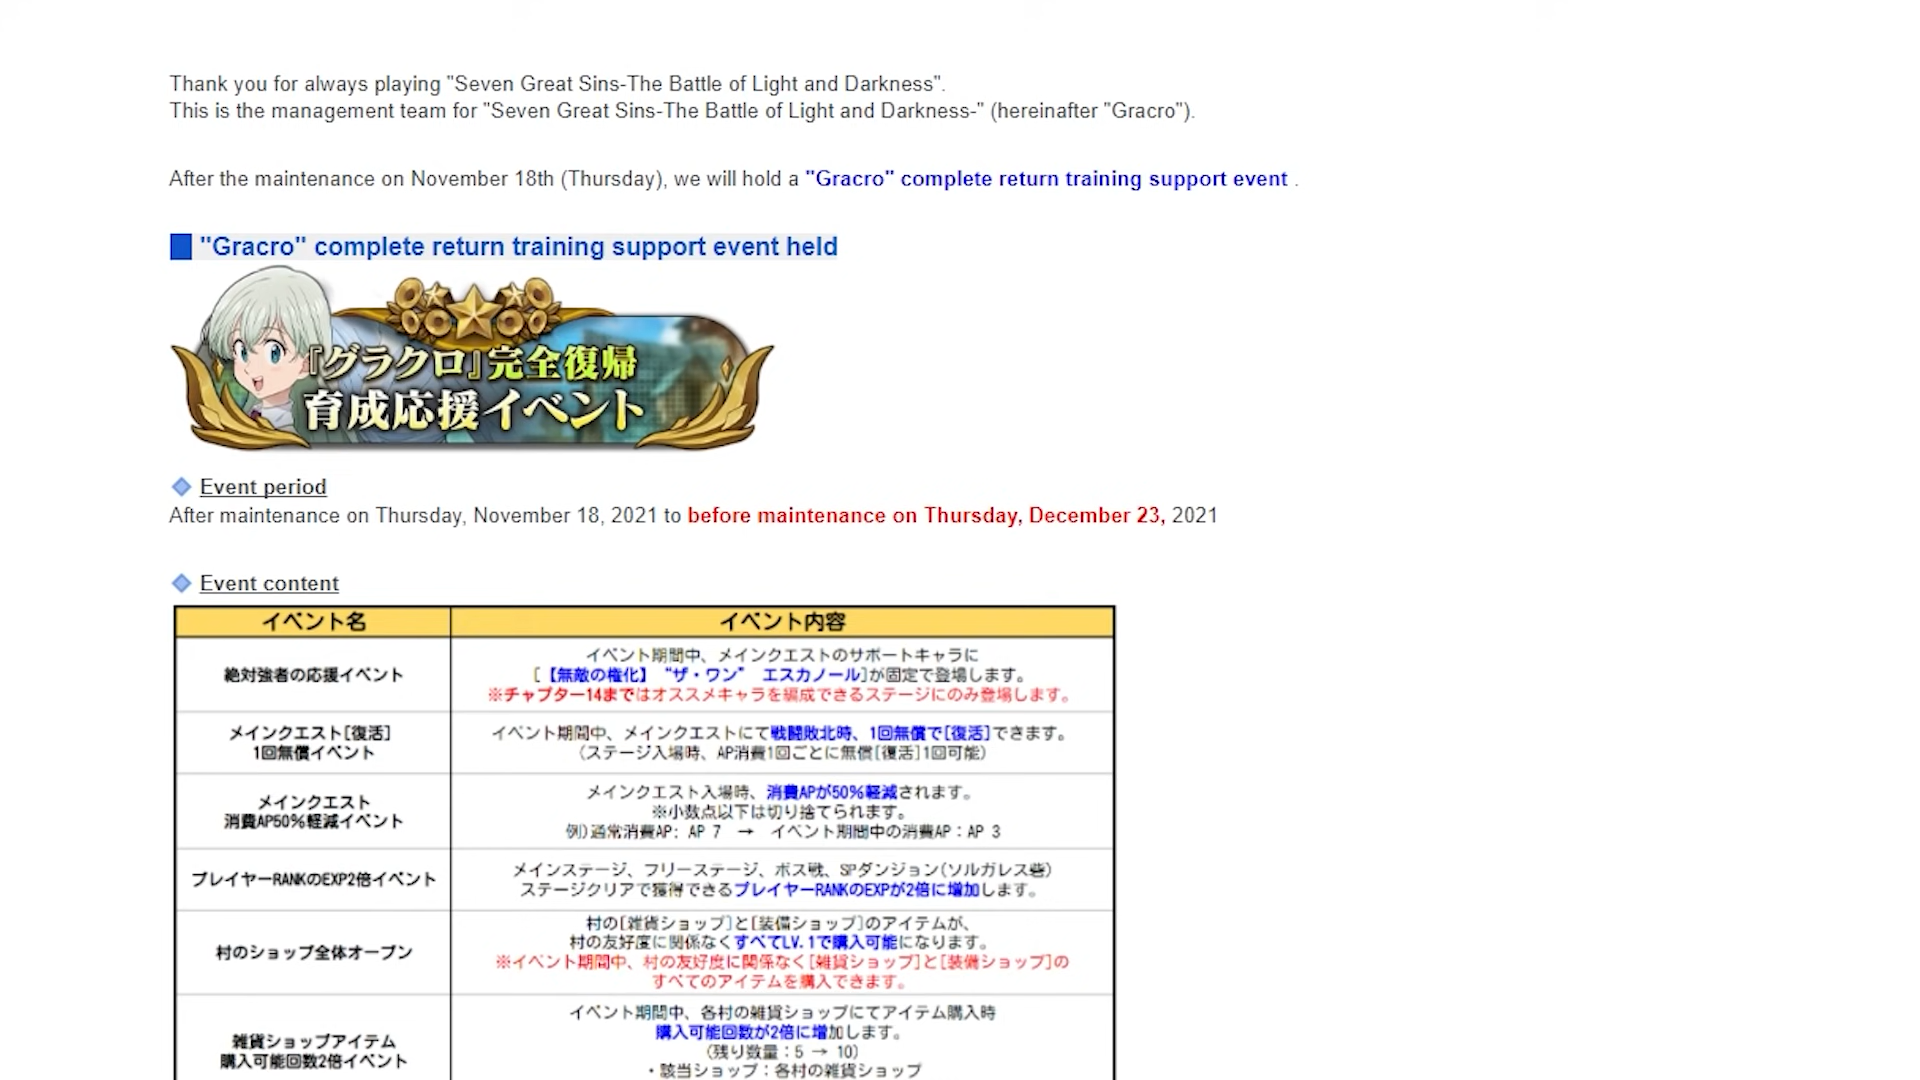 Thank you for always playing "Seven Great Sins-The Battle of Light and Darkness".
This is the management team for "Seven Great Sins-The Battle of Light and Darkness-" (hereinafter "Gracro").
After the maintenance on November 18th (Thursday), we will hold a "Gracro" complete return training support event .
"Gracro" complete return training support event held
『グラクロ』完全復帰
育成応援イベント
Event period
After maintenance on Thursday, November 18, 2021 to before maintenance on Thursday, December 23, 2021
Event content
イベント名 イベント内容
絶対強者の応援イベント
イベント期間中、メインクエストのサポートキャラに
[【無敵の権化】 “ザ・ワン” エスカノール]が固定で登場します。
※チャプター14まではオススメキャラを編成できるステージにのみ登場します。
メインクエスト[復活]
1回無償イベント
イベント期間中、メインクエストにて戦闘敗北時、1回無償で[復活]できます。
(ステージ入場時、AP消費1回ごとに無償[復活]1回可能)
メインクエスト
消費AP50%軽減イベント
メインクエスト入場時、消費APが50%軽減されます。
※小数点以下は切り捨てられます。
例)通常消費AP: AP 7 → イベント期間中の消費AP：AP 3
プレイヤーRANKのEXP2倍イベント
メインステージ、フリーステージ、ボス戦、SPダンジョン(ソルガレス砦)
ステージクリアで獲得できるプレイヤーRANKのEXPが2倍に増加します。
村のショップ全体オープン
村の[雑貨ショップ]と[装備ショップ]のアイテムが、
村の友好度に関係なくすべてLV.1で購入可能になります。
※イベント期間中、村の友好度に関係なく[雑貨ショップ]と[装備ショップ]の
すべてのアイテムを購入できます。
雑貨ショップアイテム
購入可能回数2倍イベント
イベント期間中、各村の雑貨ショップにてアイテム購入時
購入可能回数が2倍に増加します。
(残り数量：5 → 10)
・該当ショップ：各村の雑貨ショップ